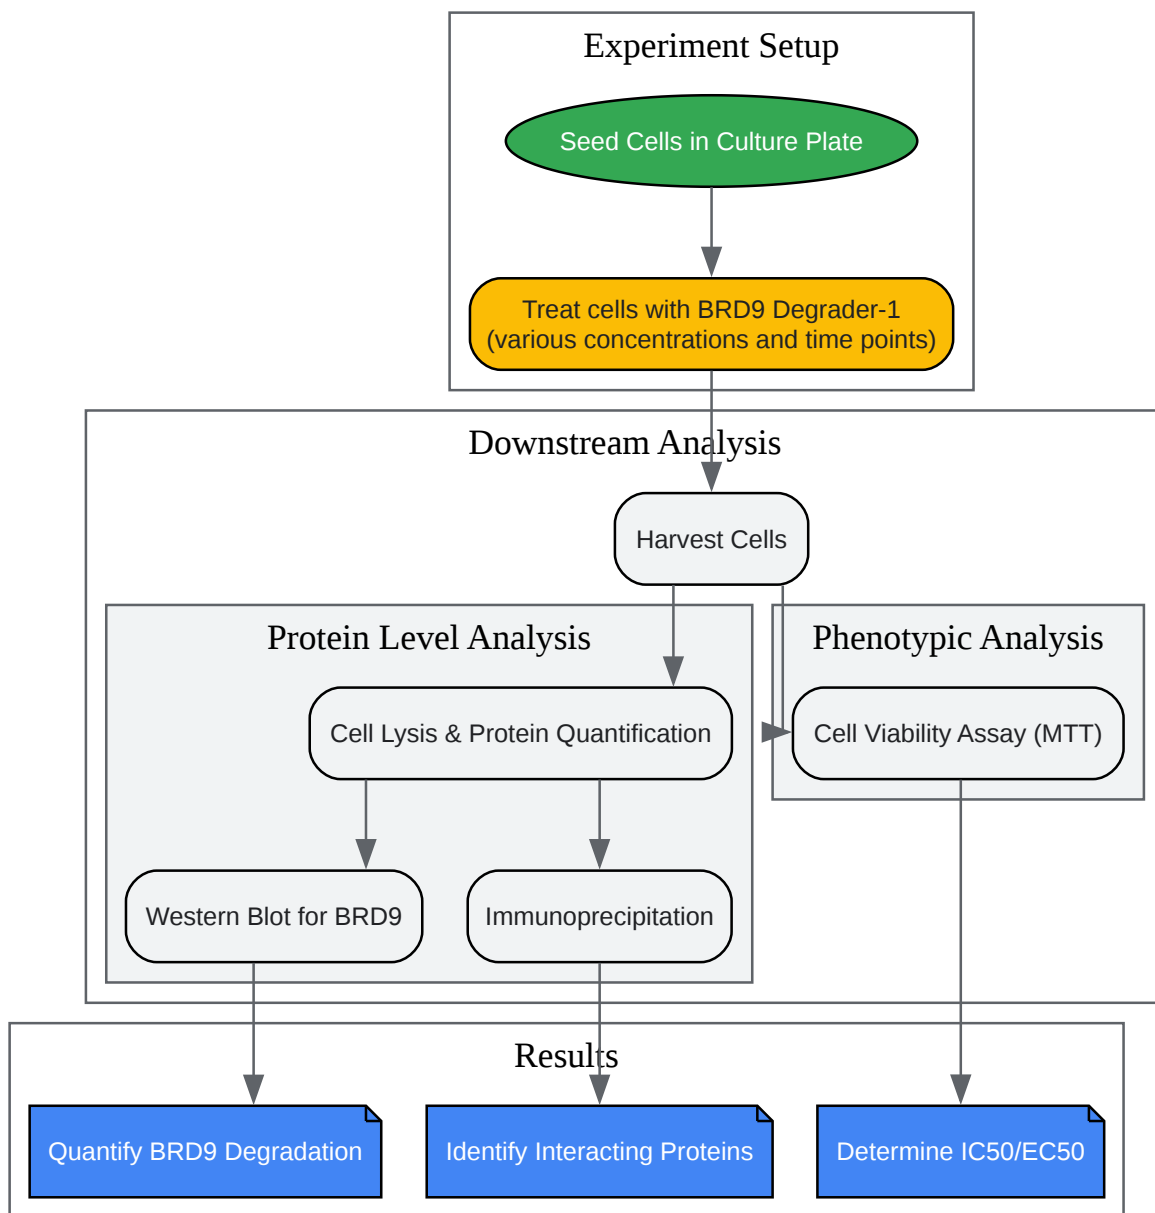 Experiment Setup
Seed Cells in Culture Plate
Treat cells with BRD9 Degrader-1
(various concentrations and time points)
Downstream Analysis
Harvest Cells
Protein Level Analysis
Phenotypic Analysis
Cell Lysis & Protein Quantification
Cell Viability Assay (MTT)
Western Blot for BRD9
Immunoprecipitation
Results
Quantify BRD9 Degradation
Identify Interacting Proteins
Determine IC50/EC50